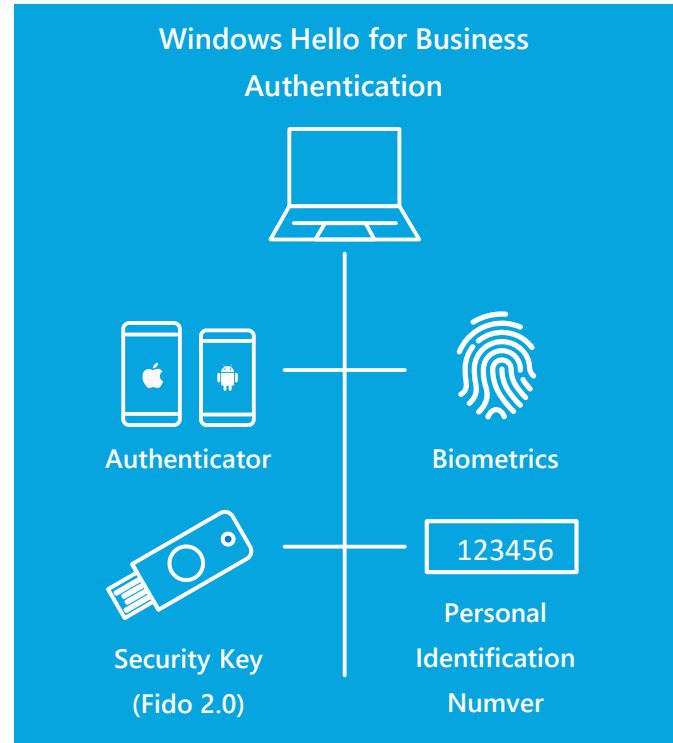 Windows Hello for Business
Authentication
Authenticator
Biometrics
123456
Security Key
(Fido 2.0)
Personal
Identification
Numver